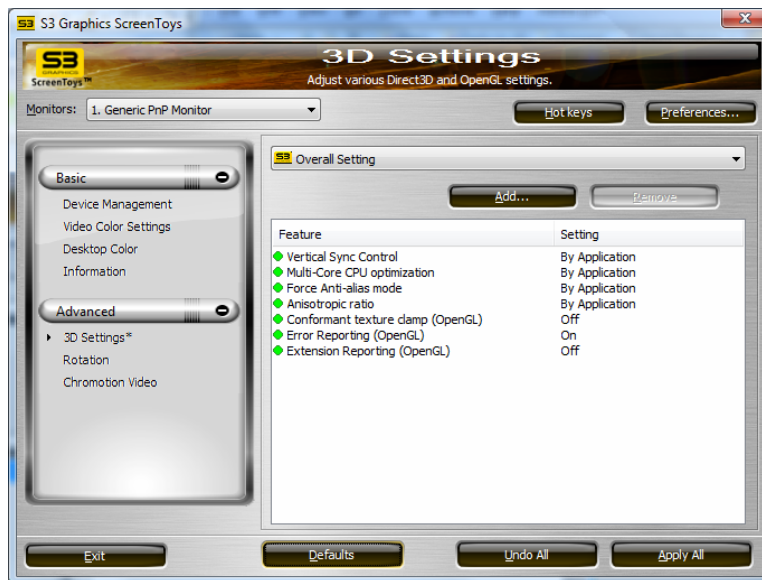 S3 S3 Graphics ScreenToys
S3
GRAPHICS
ScreenToys™
3D Settings
Adjust various Direct3D and OpenGL settings.
Monitors: 1. Generic PnP Monitor
Hot keys
Preferences...
Basic
Device Management
Video Color Settings
Desktop Color
Information
Advanced
3D Settings*
Rotation
Chromotion Video
S3 Overall Setting
Add...
Remove
Feature Setting
Vertical Sync Control By Application
Multi-Core CPU optimization By Application
Force Anti-alias mode By Application
Anisotropic ratio By Application
Conformant texture clamp (OpenGL) Off
Error Reporting (OpenGL) On
Extension Reporting (OpenGL) Off
Exit
Defaults
Undo All
Apply All